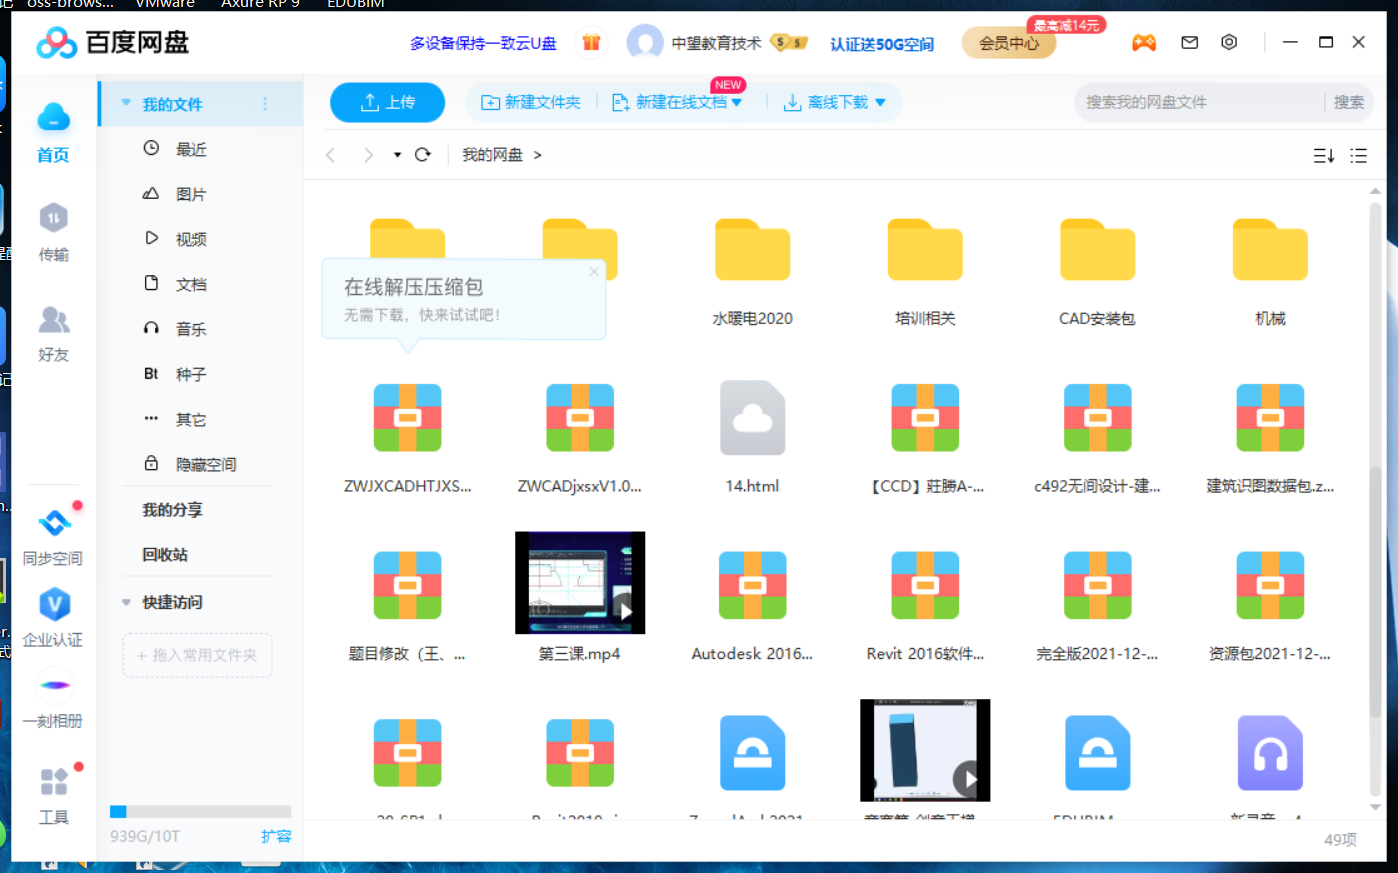 oss-brows...
VMware
Axure RP 9
EDUBIM
百度网盘
多设备保持一致云U盘
中望教育技术
S
5
认证送50G空间
会员中心
最高减14元
首页
传输
好友
同步空间
企业认证
一刻相册
工具
我的文件
最近
图片
视频
文档
音乐
Bt 种子
其它
隐藏空间
我的分享
回收站
快捷访问
+ 拖入常用文件夹
939G/10T
扩容
上传
新建文件夹
新建在线文档
NEW
离线下载
搜索我的网盘文件
搜索
我的网盘 >
在线解压压缩包
无需下载，快来试试吧！
水暖电2020
培训相关
CAD安装包
机械
ZWJXCADHTJXS...
ZWCADjxsxV1.0...
14.html
【CCD】莊勝A-...
c492无间设计-建...
建筑识图数据包.z...
题目修改（王、...
第三课.mp4
Autodesk 2016...
Revit 2016软件...
完全版2021-12-...
资源包2021-12-...
49项